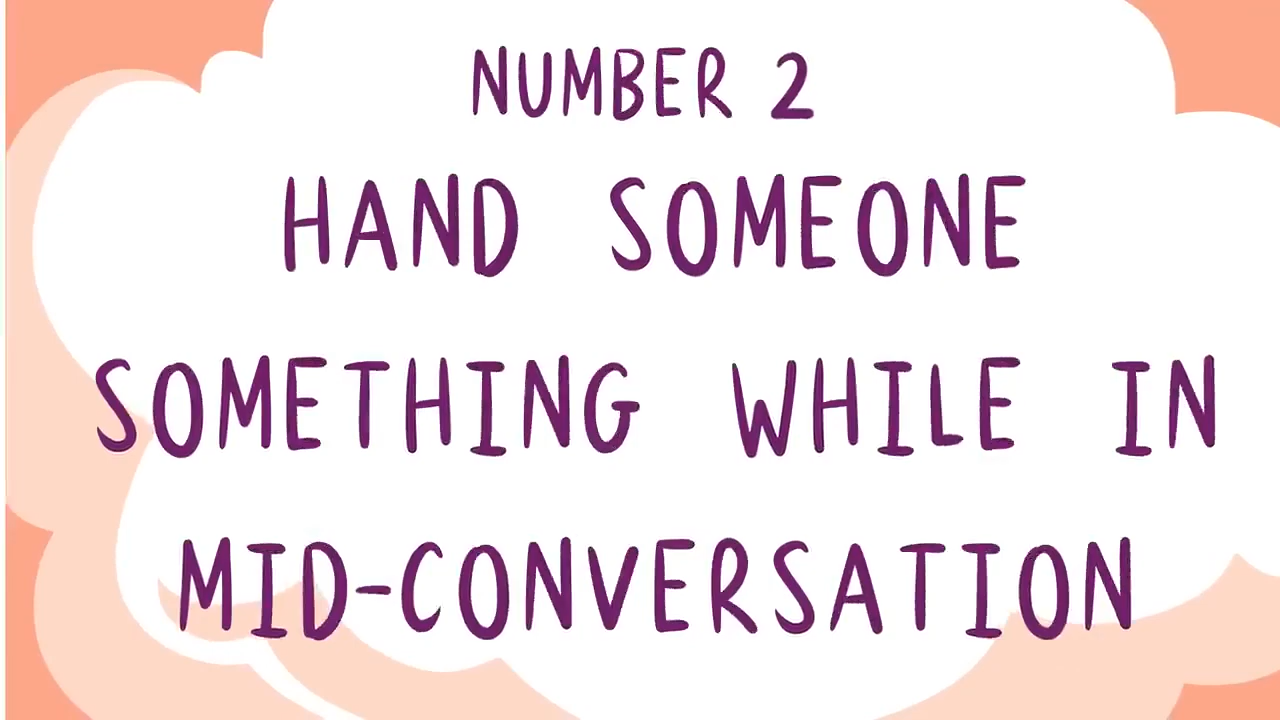 NUMBER 2
HAND SOMEONE
SOMETHING WHILE IN
MID-CONVERSATION